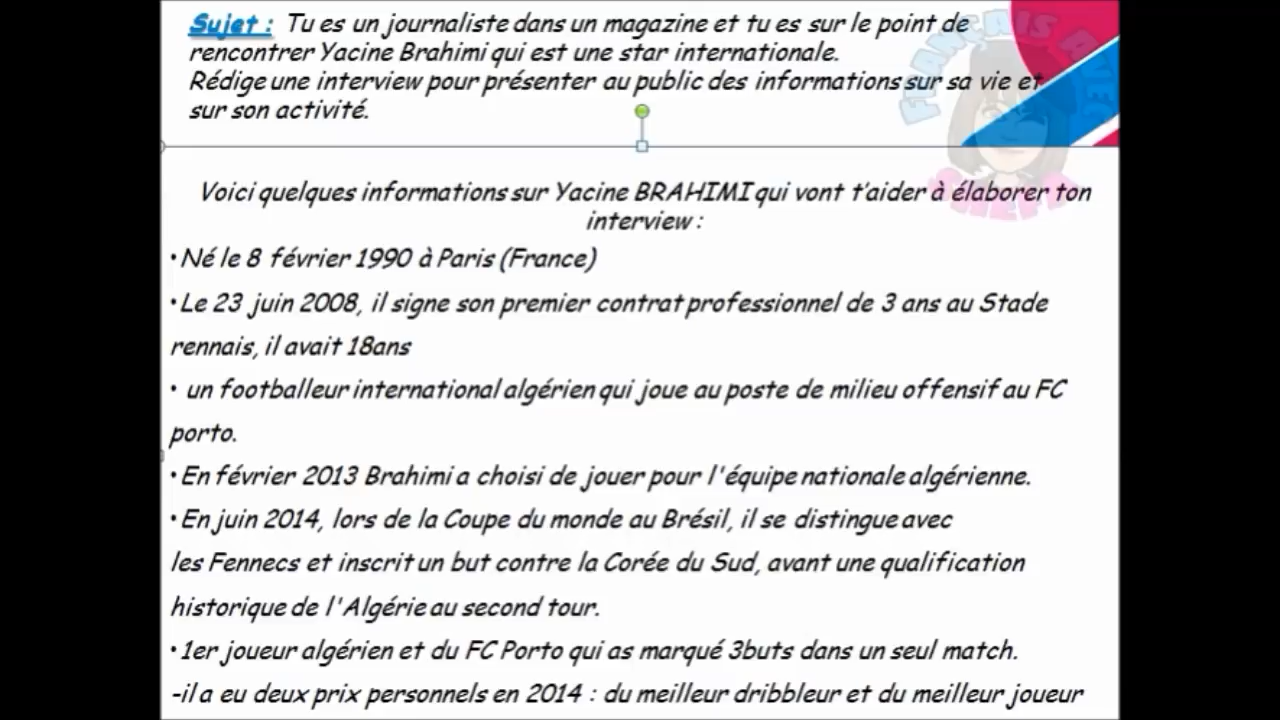 Sujet : Tu es un journaliste dans un magazine et tu es sur le point de
rencontrer Yacine Brahimi qui est une star internationale.
Rédige une interview pour présenter au public des informations sur sa vie et
sur son activité.
Voici quelques informations sur Yacine BRAHIMI qui vont t'aider à élaborer ton
interview :
•Né le 8 février 1990 à Paris (France)
•Le 23 juin 2008, il signe son premier contrat professionnel de 3 ans au Stade
rennais, il avait 18ans
• un footballeur international algérien qui joue au poste de milieu offensif au FC
porto.
•En février 2013 Brahimi a choisi de jouer pour l'équipe nationale algérienne.
•En juin 2014, lors de la Coupe du monde au Brésil, il se distingue avec
les Fennecs et inscrit un but contre la Corée du Sud, avant une qualification
historique de l'Algérie au second tour.
•1er joueur algérien et du FC Porto qui as marqué 3buts dans un seul match.
-il a eu deux prix personnels en 2014 : du meilleur dribbleur et du meilleur joueur
FRANÇAIS AVEC